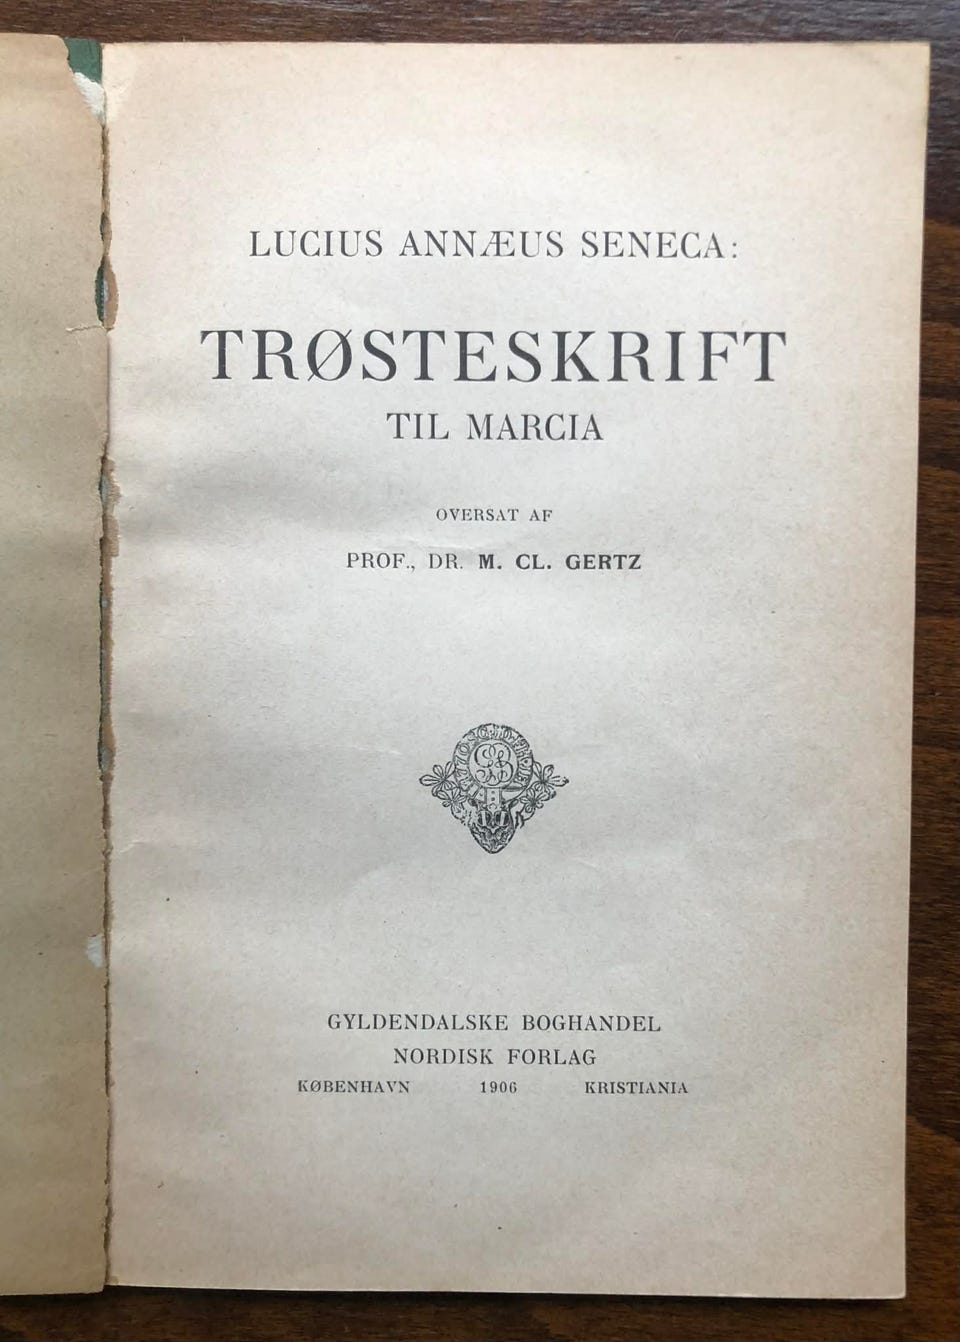 LUCIUS ANNÆUS SENECA:
TRØSTESKRIFT
TIL MARCIA
OVERSAT AF
PROF., DR. M. CL. GERTZ
GYLDENDALSKE BOGHANDEL
NORDISK FORLAG
KØBENHAVN 1906 KRISTIANIA